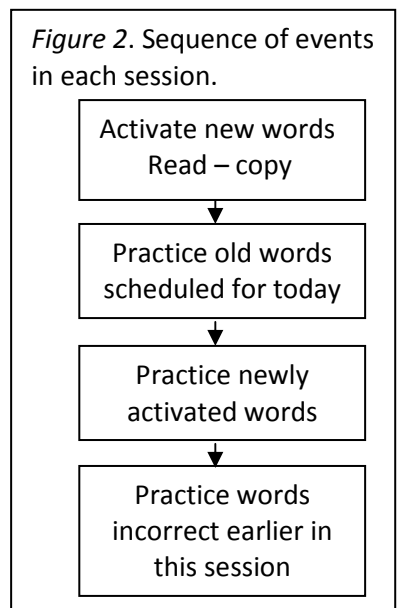 Figure 2. Sequence of events
in each session.
Activate new words
Read – copy
Practice old words
scheduled for today
Practice newly
activated words
Practice words
incorrect earlier in
this session